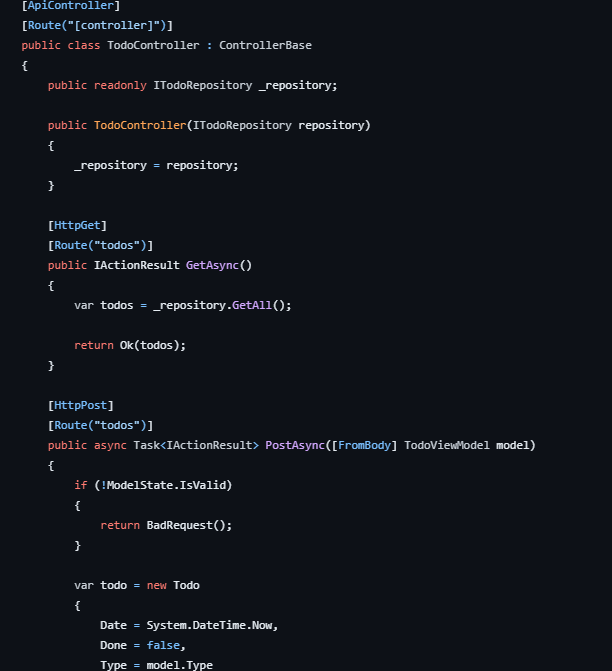 [ApiController]
[Route("[controller]")]
public class TodoController : ControllerBase
{
public readonly ITodoRepository _repository;
public TodoController(ITodoRepository repository)
{
_repository = repository;
}
[HttpGet]
[Route("todos")]
public IActionResult GetAsync()
{
var todos = _repository.GetAll();
return Ok(todos);
}
[HttpPost]
[Route("todos")]
public async Task<IActionResult> PostAsync([FromBody] TodoViewModel model)
{
if (!ModelState.IsValid)
{
return BadRequest();
}
var todo = new Todo
{
Date = System.DateTime.Now,
Done = false,
Type = model.Type